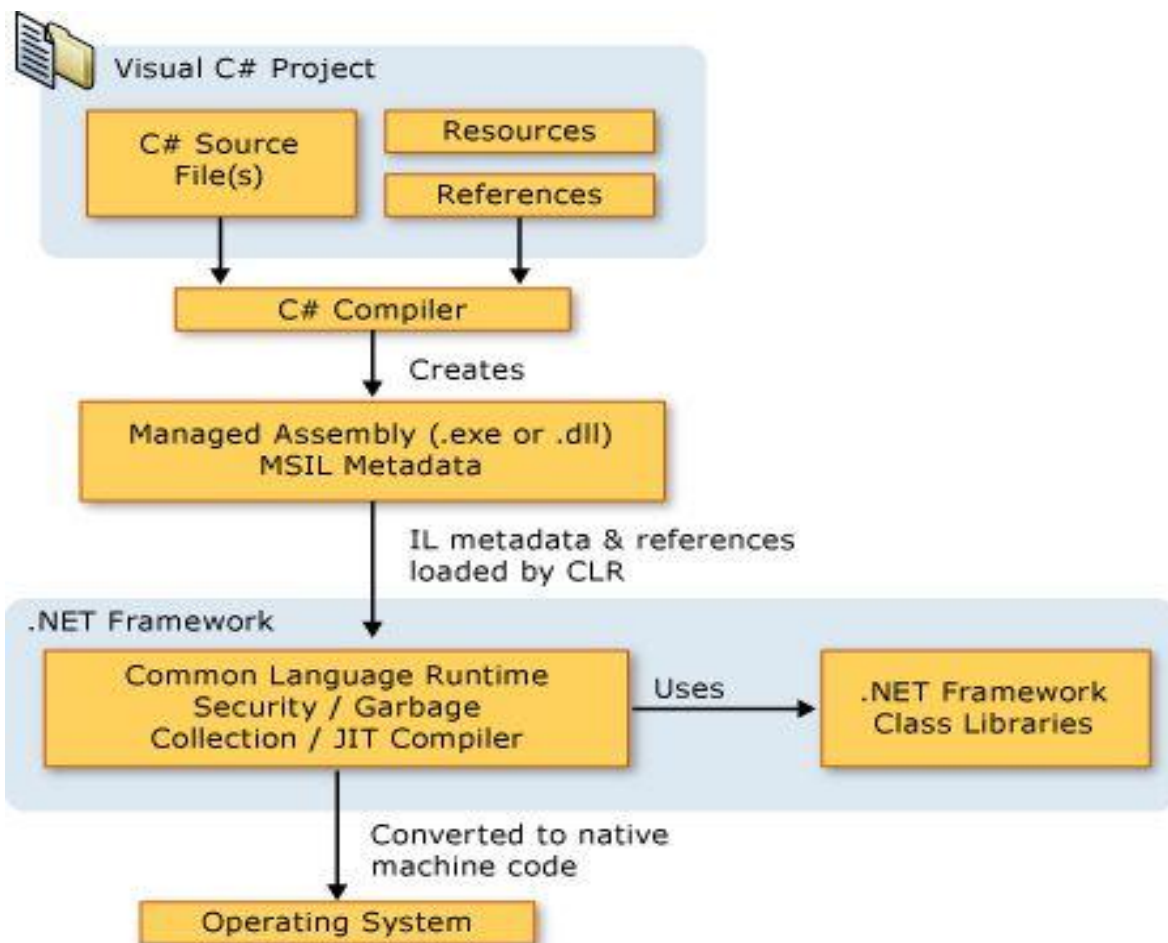 Visual C# Project
C# Source
File(s)
Resources
References
C# Compiler
Creates
Managed Assembly (.exe or .dll)
MSIL Metadata
IL metadata & references
loaded by CLR
.NET Framework
Common Language Runtime
Security / Garbage
Collection / JIT Compiler
Uses
.NET Framework
Class Libraries
Converted to native
machine code
Operating System